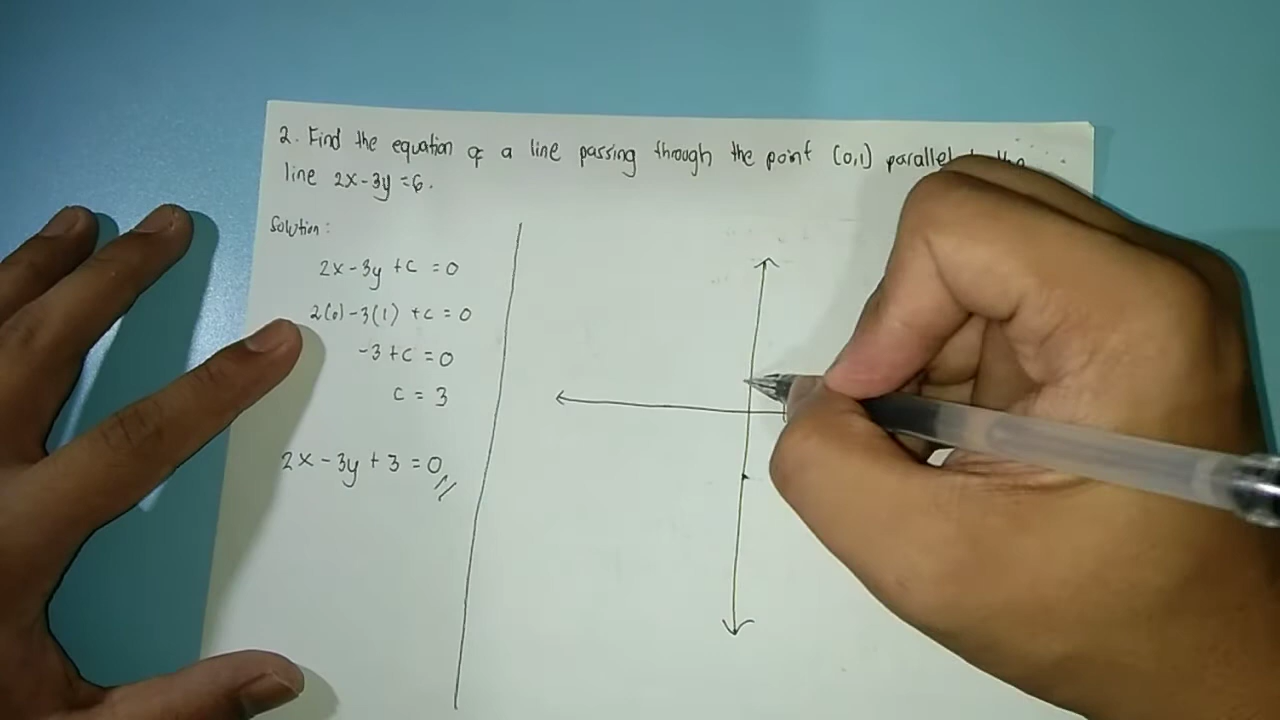 2. Find the equation of a line passing through the point (0,1) parallel
line 2x-3y=6.
Solution:
2x-3y+c=0
2(0)-3(1)+c=0
-3+c=0
c=3
2x-3y+3=0